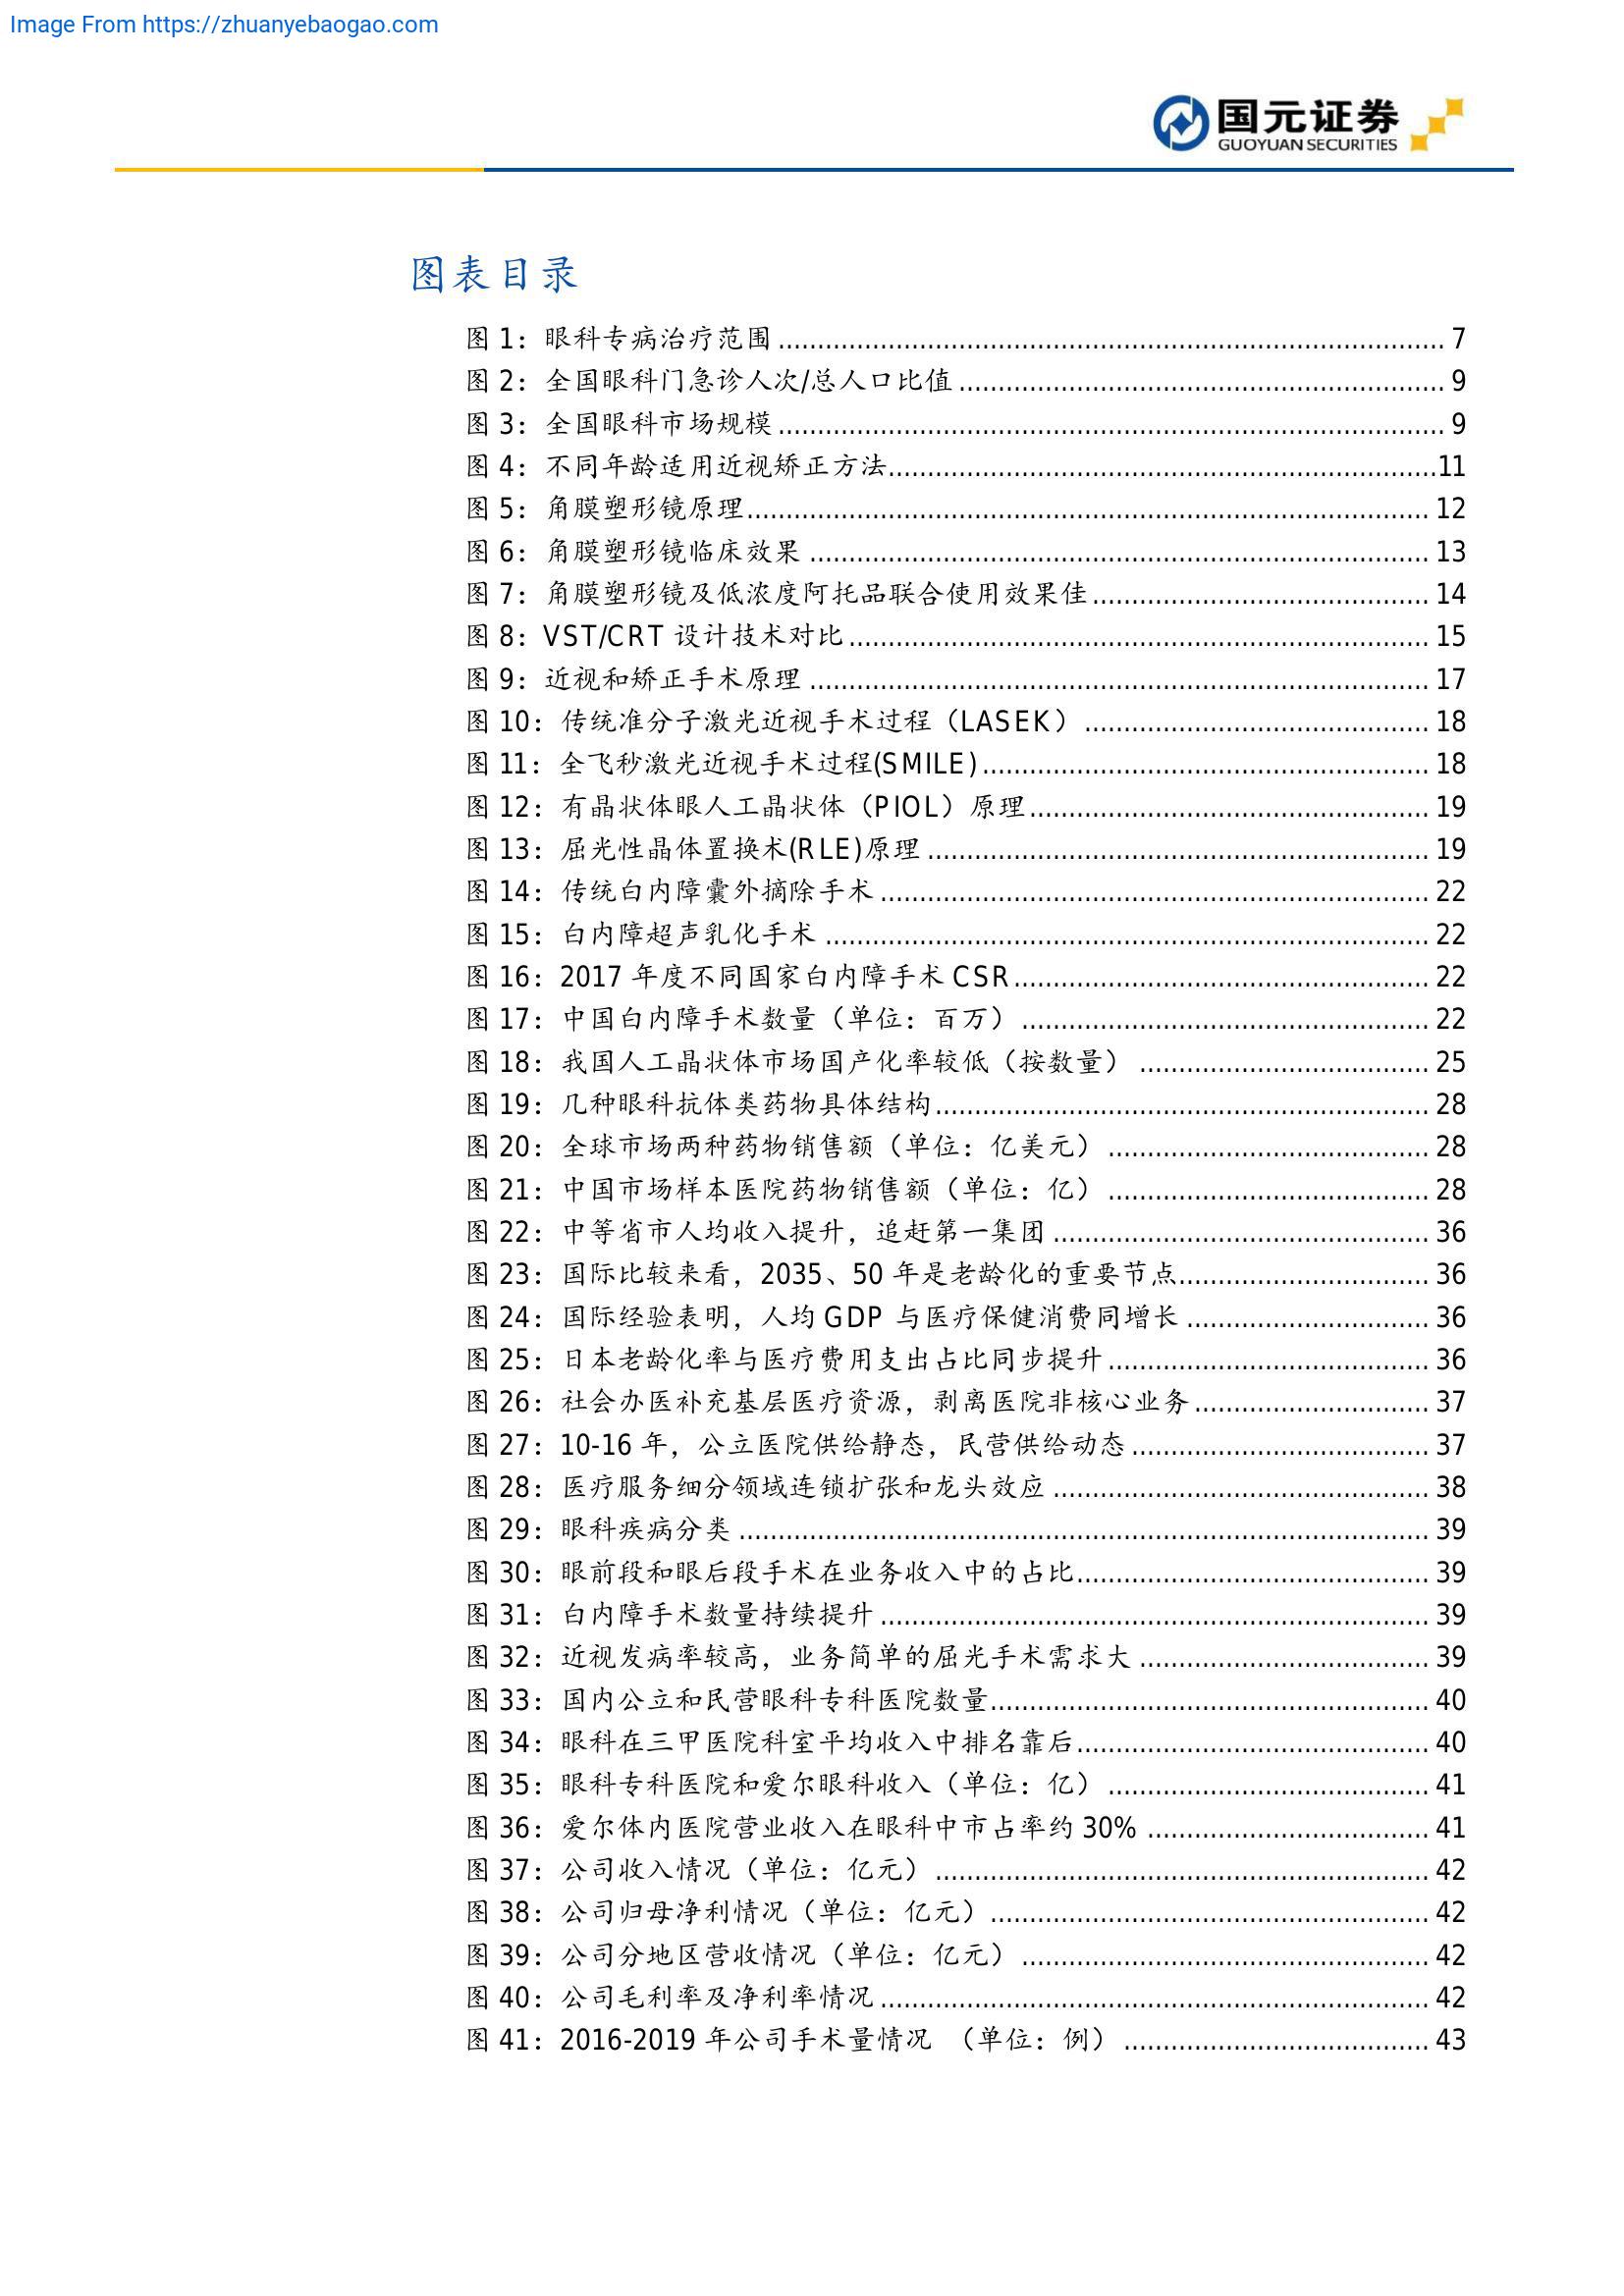 Image From https://zhuanyebaogao.com
国元证券
GUOYUAN SECURITIES
图表目录
图 1：眼科专病治疗范围 ........ 7
图 2：全国眼科门急诊人次/总人口比值 ........ 9
图 3：全国眼科市场规模 ........ 9
图 4：不同年龄适用近视矫正方法........11
图 5：角膜塑形镜原理........ 12
图 6：角膜塑形镜临床效果 ........ 13
图 7：角膜塑形镜及低浓度阿托品联合使用效果佳........ 14
图 8：VST/CRT 设计技术对比........ 15
图 9：近视和矫正手术原理 ........ 17
图 10：传统准分子激光近视手术过程（LASEK）........ 18
图 11：全飞秒激光近视手术过程(SMILE)........ 18
图 12：有晶状体眼人工晶状体（PIOL）原理........ 19
图 13：屈光性晶体置换术(RLE)原理 ........ 19
图 14：传统白内障囊外摘除手术 ........ 22
图 15：白内障超声乳化手术 ........ 22
图 16：2017 年度不同国家白内障手术 CSR........ 22
图 17：中国白内障手术数量（单位：百万）........ 22
图 18：我国人工晶状体市场国产化率较低（按数量）........ 25
图 19：几种眼科抗体类药物具体结构........ 28
图 20：全球市场两种药物销售额（单位：亿美元）........ 28
图 21：中国市场样本医院药物销售额（单位：亿）........ 28
图 22：中等省市人均收入提升，追赶第一集团 ........ 36
图 23：国际比较来看，2035、50 年是老龄化的重要节点........ 36
图 24：国际经验表明，人均 GDP 与医疗保健消费同增长 ........ 36
图 25：日本老龄化率与医疗费用支出占比同步提升........ 36
图 26：社会办医补充基层医疗资源，剥离医院非核心业务........ 37
图 27：10-16 年，公立医院供给静态，民营供给动态........ 37
图 28：医疗服务细分领域连锁扩张和龙头效应 ........ 38
图 29：眼科疾病分类 ........ 39
图 30：眼前段和眼后段手术在业务收入中的占比........ 39
图 31：白内障手术数量持续提升 ........ 39
图 32：近视发病率较高，业务简单的屈光手术需求大 ........ 39
图 33：国内公立和民营眼科专科医院数量........ 40
图 34：眼科在三甲医院科室平均收入中排名靠后........ 40
图 35：眼科专科医院和爱尔眼科收入（单位：亿）........ 41
图 36：爱尔体内医院营业收入在眼科中市占率约 30% ........ 41
图 37：公司收入情况（单位：亿元）........ 42
图 38：公司归母净利情况（单位：亿元）........ 42
图 39：公司分地区营收情况（单位：亿元）........ 42
图 40：公司毛利率及净利率情况 ........ 42
图 41：2016-2019 年公司手术量情况 （单位：例）........ 43